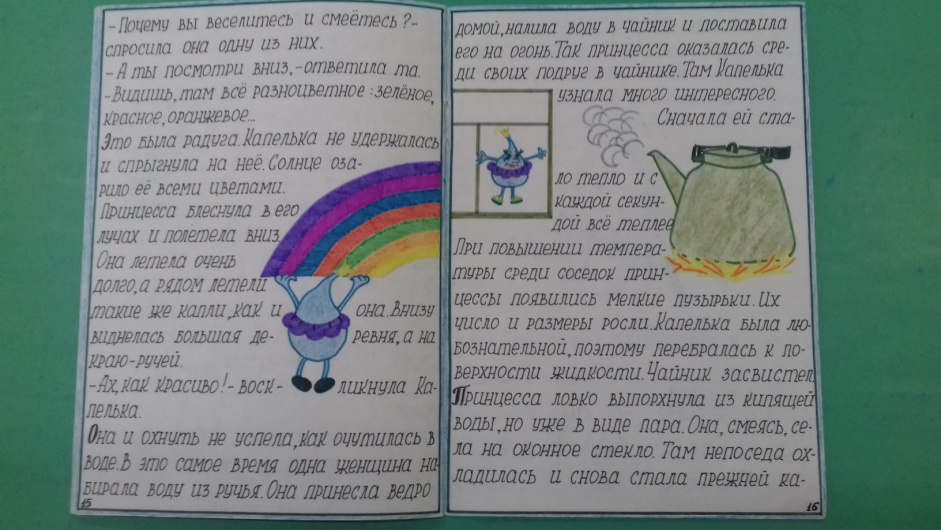 -Почему вы веселитесь и смеётесь?-
спросила она одну из них.
-А ты посмотри вниз,-ответила та.
-Видишь, там всё разноцветное: зелёное,
красное, оранжевое...
Это была радуга. Капелька не удержалась
и спрыгнула на неё. Солнце оза-
рило её всеми цветами.
Принцесса блеснула в его
лучах и полетела вниз.
Она летела очень
долго, а рядом летели
такие же капли, как и она. Внизу
виднелась большая де- ревня, а на
краю-ручей.
-Ах, как красиво!- воск- ликнула Ка-
пелька.
Она и охнуть не успела, как очутилась в
воде. В это самое время одна женщина на-
бирала воду из ручья. Она принесла ведро
15
домой, налила воду в чайник и поставила
его на огонь. Так принцесса оказалась сре-
ди своих подруг в чайнике. Там Капелька
узнала много интересного.
Сначала ей ста-
ло тепло и с
каждой секун-
дой всё теплее
При повышении темпера-
туры среди соседок прин-
цессы появились мелкие пузырьки. Их
число и размеры росли. Капелька была лю-
бознательной, поэтому перебралась к по-
верхности жидкости. Чайник засвистел.
Принцесса ловко выпорхнула из кипящей
воды, но уже в виде пара. Она, смеясь, се-
ла на оконное стекло. Там непоседа ох-
ладилась и снова стала прежней ка-
16